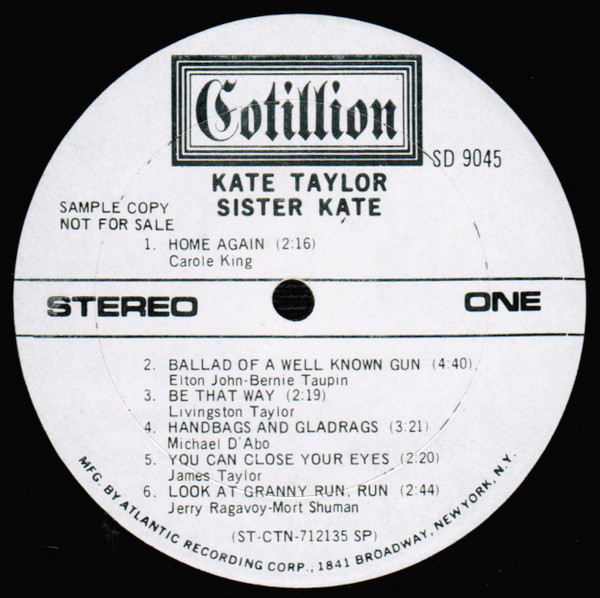 Cotillion
SD 9045
KATE TAYLOR
SISTER KATE
SAMPLE COPY
NOT FOR SALE
1. HOME AGAIN (2:16)
Carole King
STEREO ONE
2. BALLAD OF A WELL KNOWN GUN (4:40)
Elton John-Bernie Taupin
3. BE THAT WAY (2:19)
Livingston Taylor
4. HANDBAGS AND GLADRAGS (3:21)
Michael D'Abo
5. YOU CAN CLOSE YOUR EYES (2:20)
James Taylor
6. LOOK AT GRANNY RUN, RUN (2:44)
Jerry Ragavoy-Mort Shuman
(ST-CTN-712135 SP)
MFG. BY ATLANTIC RECORDING CORP., 1841 BROADWAY, NEW YORK, N.Y.